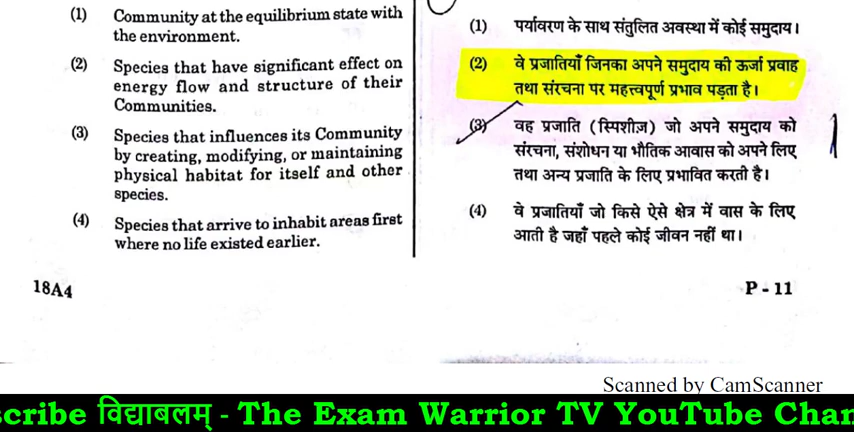 (1) Community at the equilibrium state with
the environment.
(2) Species that have significant effect on
energy flow and structure of their
Communities.
(3) Species that influences its Community
by creating, modifying, or maintaining
physical habitat for itself and other
species.
(4) Species that arrive to inhabit areas first
where no life existed earlier.
(1) पर्यावरण के साथ संतुलित अवस्था में कोई समुदाय।
(2) वे प्रजातियाँ जिनका अपने समुदाय की ऊर्जा प्रवाह
तथा संरचना पर महत्त्वपूर्ण प्रभाव पड़ता है।
(3) वह प्रजाति (स्पिशीज़) जो अपने समुदाय को
संरचना, संशोधन या भौतिक आवास को अपने लिए
तथा अन्य प्रजाति के लिए प्रभावित करती है।
(4) वे प्रजातियाँ जो किसे ऐसे क्षेत्र में वास के लिए
आती है जहाँ पहले कोई जीवन नहीं था।
18A4
P - 11
Scanned by CamScanner
scribe विद्याबलम् - The Exam Warrior TV YouTube Chan